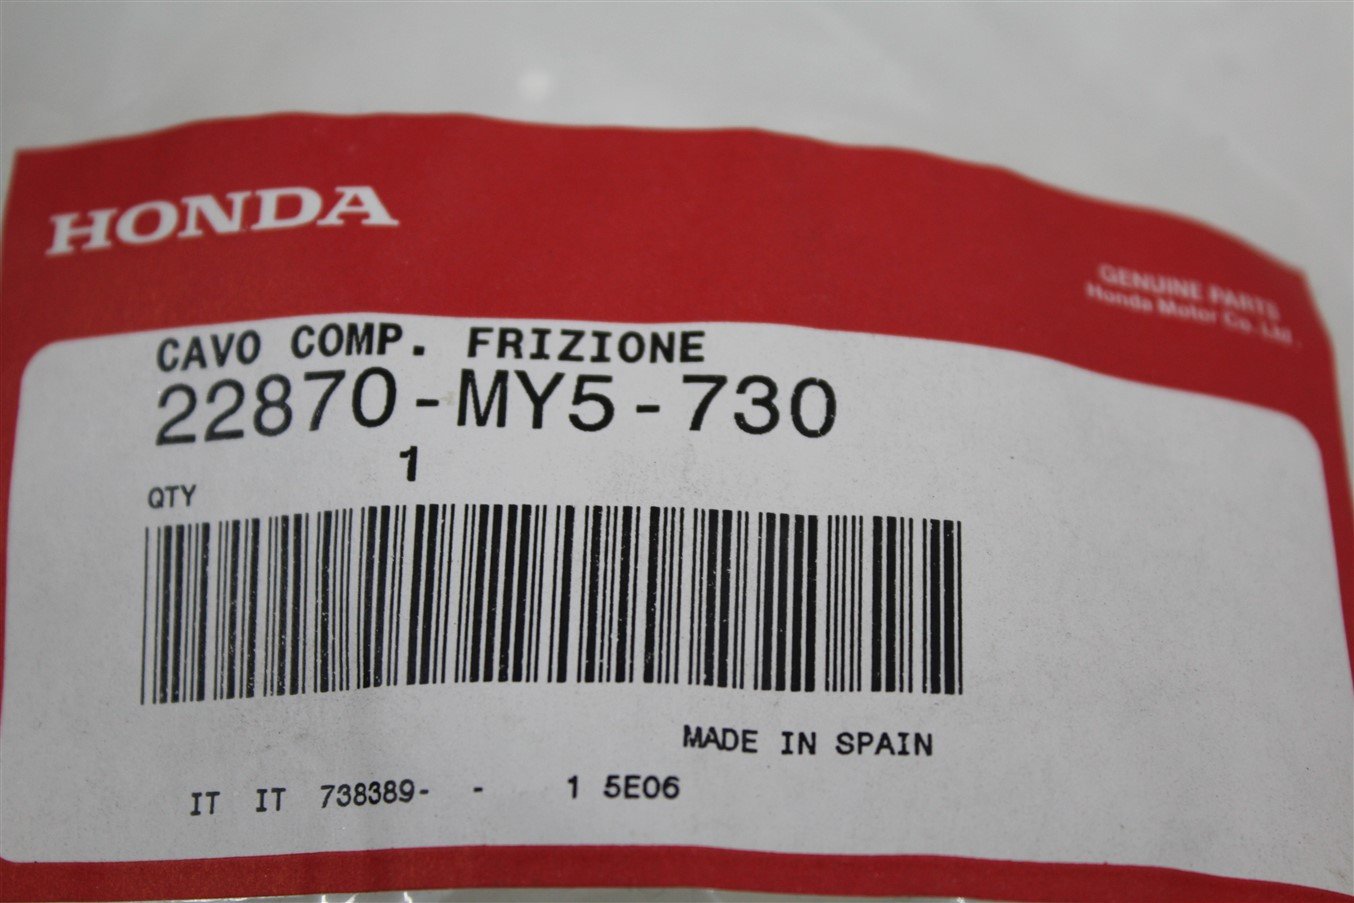 HONDA
GENUINE PARTS
Honda Motor Co., Ltd.
CAVO COMP. FRIZIONE
22870-MY5-730
1
QTY
MADE IN SPAIN
IT IT 738389- - 1 5E06